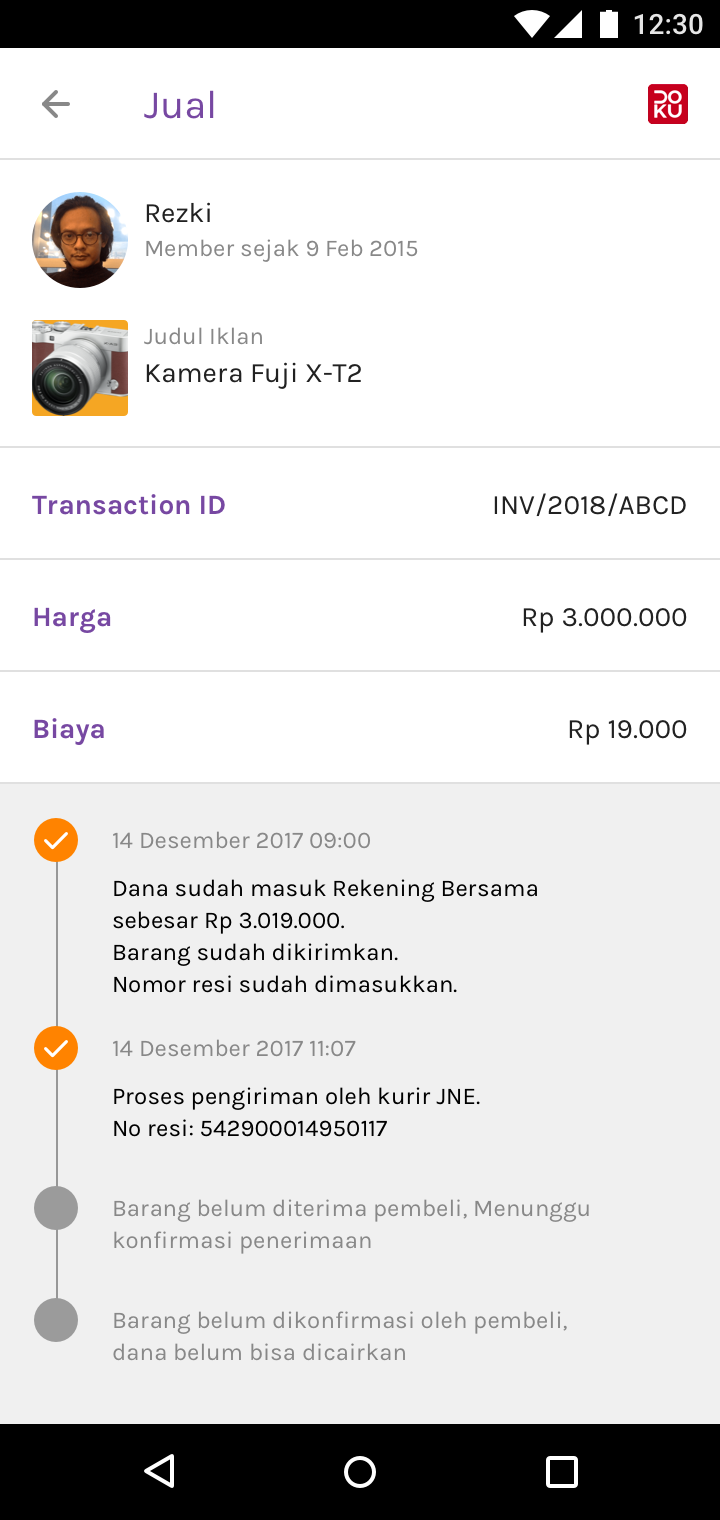 12:30
Jual
DOKU
Rezki
Member sejak 9 Feb 2015
Judul Iklan
Kamera Fuji X-T2
Transaction ID
INV/2018/ABCD
Harga
Rp 3.000.000
Biaya
Rp 19.000
14 Desember 2017 09:00
Dana sudah masuk Rekening Bersama
sebesar Rp 3.019.000.
Barang sudah dikirimkan.
Nomor resi sudah dimasukkan.
14 Desember 2017 11:07
Proses pengiriman oleh kurir JNE.
No resi: 542900014950117
Barang belum diterima pembeli, Menunggu
konfirmasi penerimaan
Barang belum dikonfirmasi oleh pembeli,
dana belum bisa dicairkan